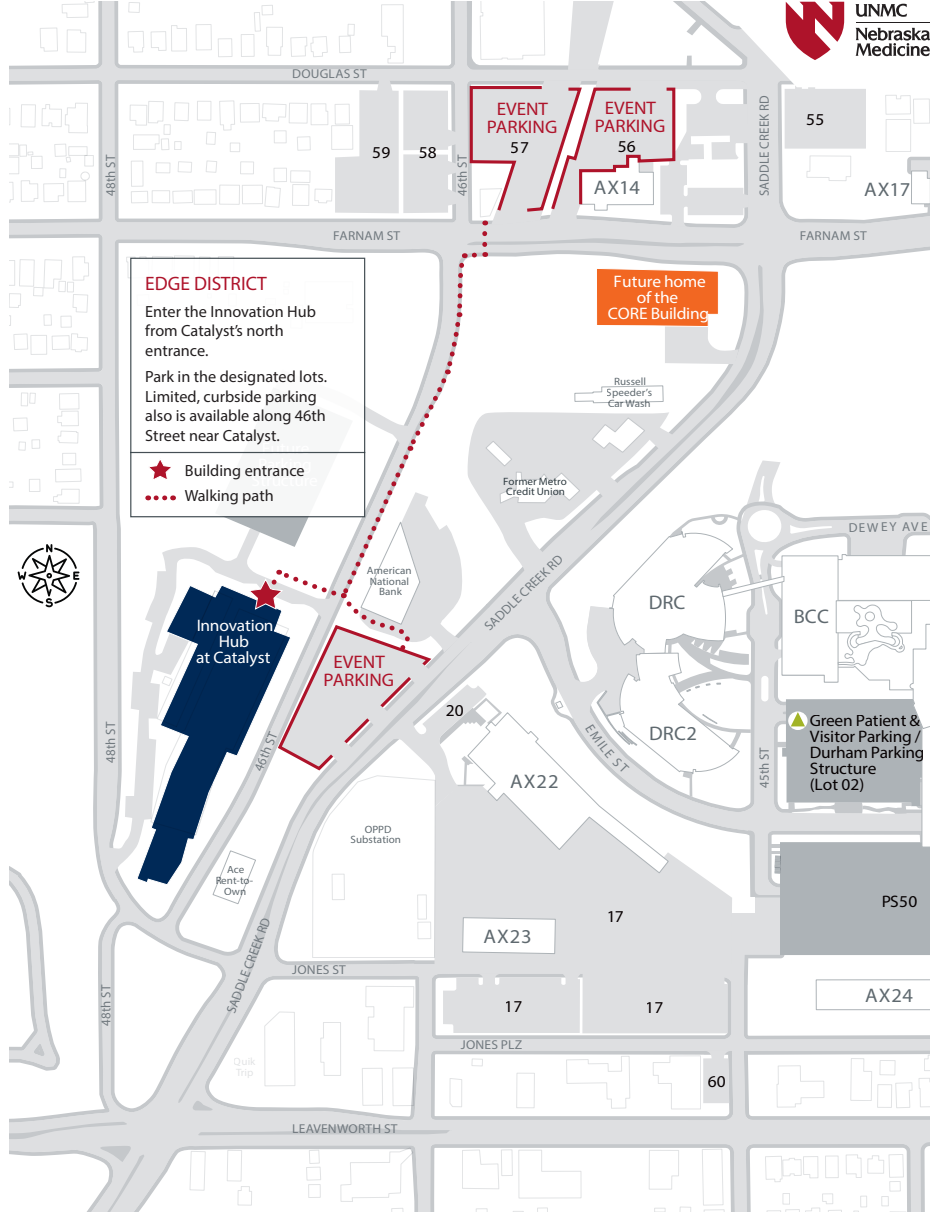 UNMC
Nebraska
Medicine
DOUGLAS ST
EVENT
PARKING
57
EVENT
PARKING
56
59
58
55
48th ST
46th ST
SADDLE CREEK RD
AX14
AX17
FARNAM ST
FARNAM ST
EDGE DISTRICT
Enter the Innovation Hub
from Catalyst’s north
entrance.
Park in the designated lots.
Limited, curbside parking
also is available along 46th
Street near Catalyst.
Building entrance
Walking path
Future home
of the
CORE Building
Russell
Speeder's
Car Wash
Former Metro
Credit Union
DEWEY AVE
N
W E
S
American
National
Bank
SADDLE CREEK RD
DRC
BCC
Innovation
Hub
at Catalyst
EVENT
PARKING
20
DRC2
EMILE ST
45th ST
Green Patient &
Visitor Parking /
Durham Parking
Structure
(Lot 02)
48th ST
46th ST
AX22
OPPD
Substation
Ace
Rent-to-
Own
17
PS50
AX23
SADDLE CREEK RD
JONES ST
48th ST
17
17
AX24
JONES PLZ
Quik
Trip
60
LEAVENWORTH ST